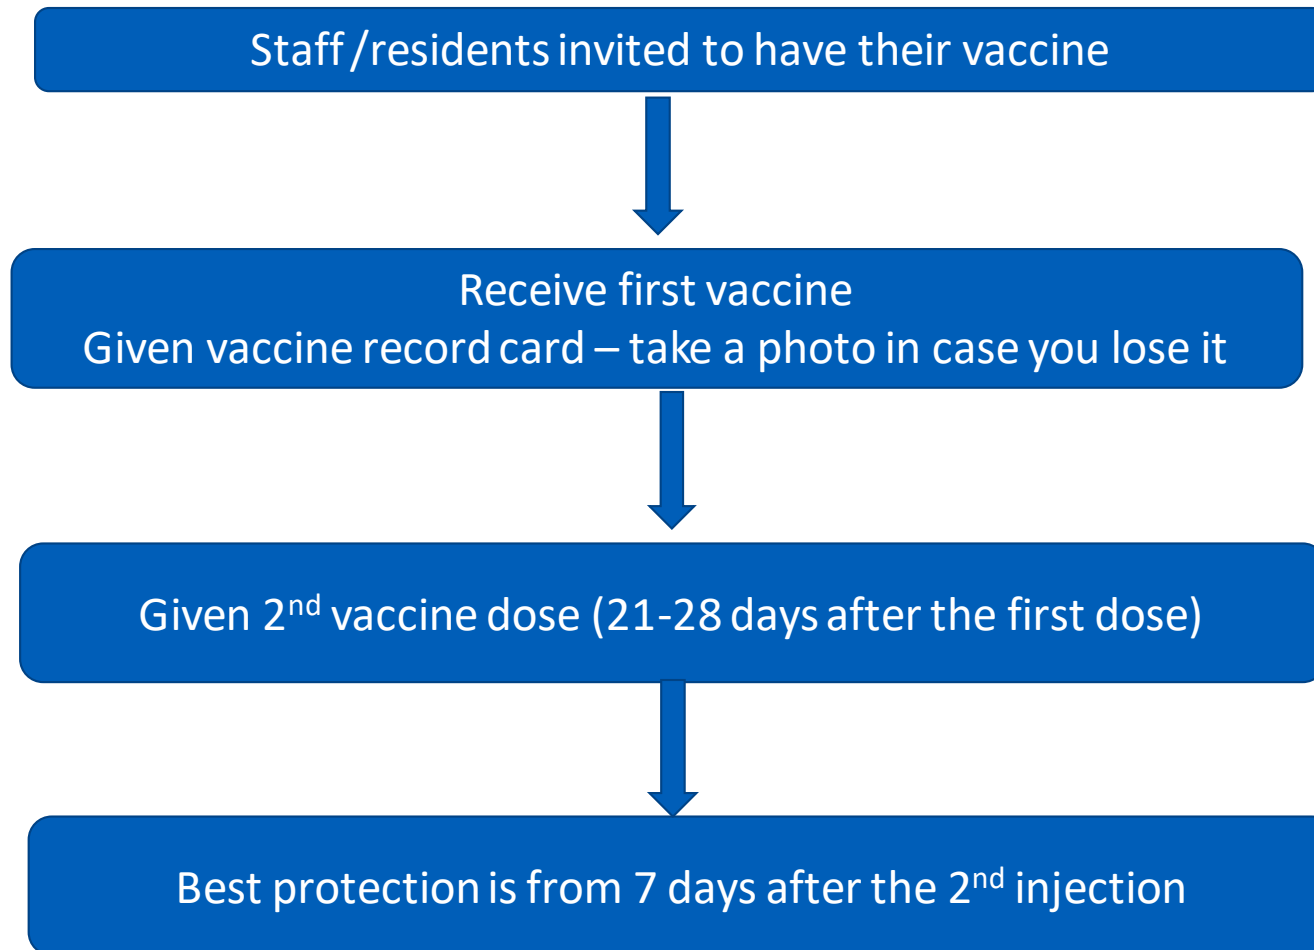 Staff/residents invited to have their vaccine
Receive first vaccine
Given vaccine record card – take a photo in case you lose it
Given 2nd vaccine dose (21-28 days after the first dose)
Best protection is from 7 days after the 2nd injection